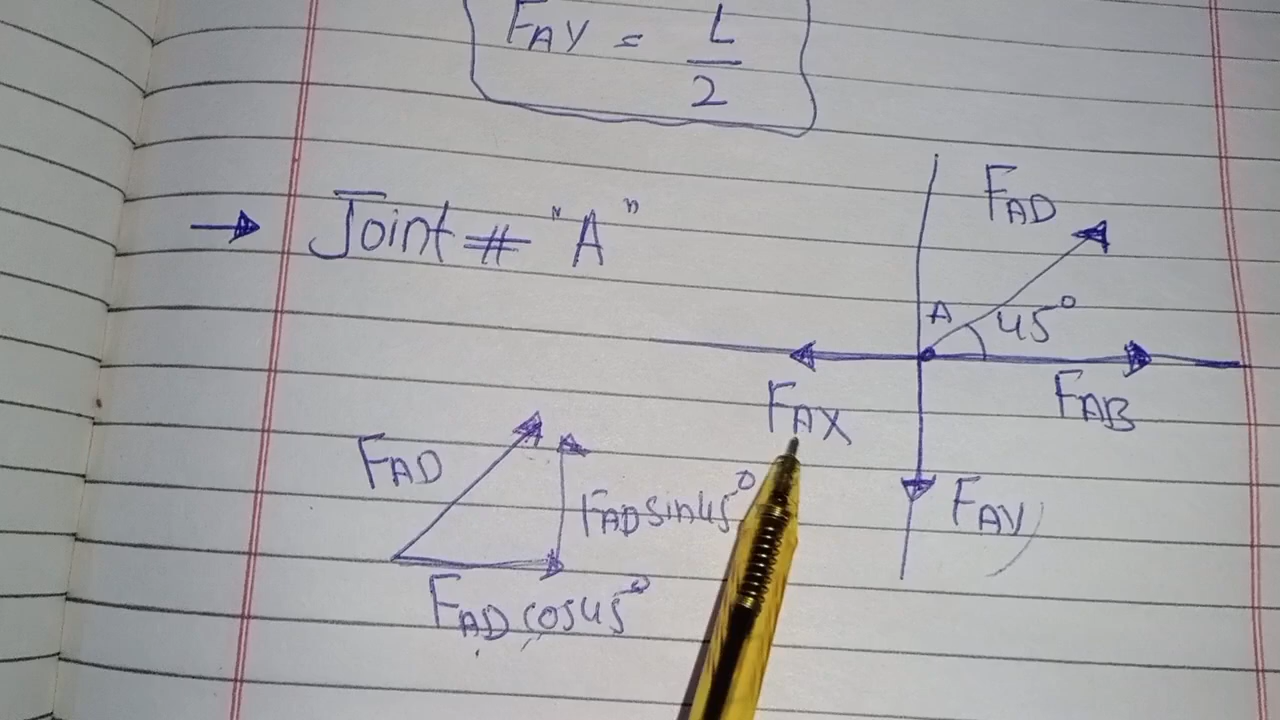 FAY = L/2
→ Joint # "A"
FAD
A 45°
FAX
FAB
FAD
FAD sin45°
FAY
FAD cos45°